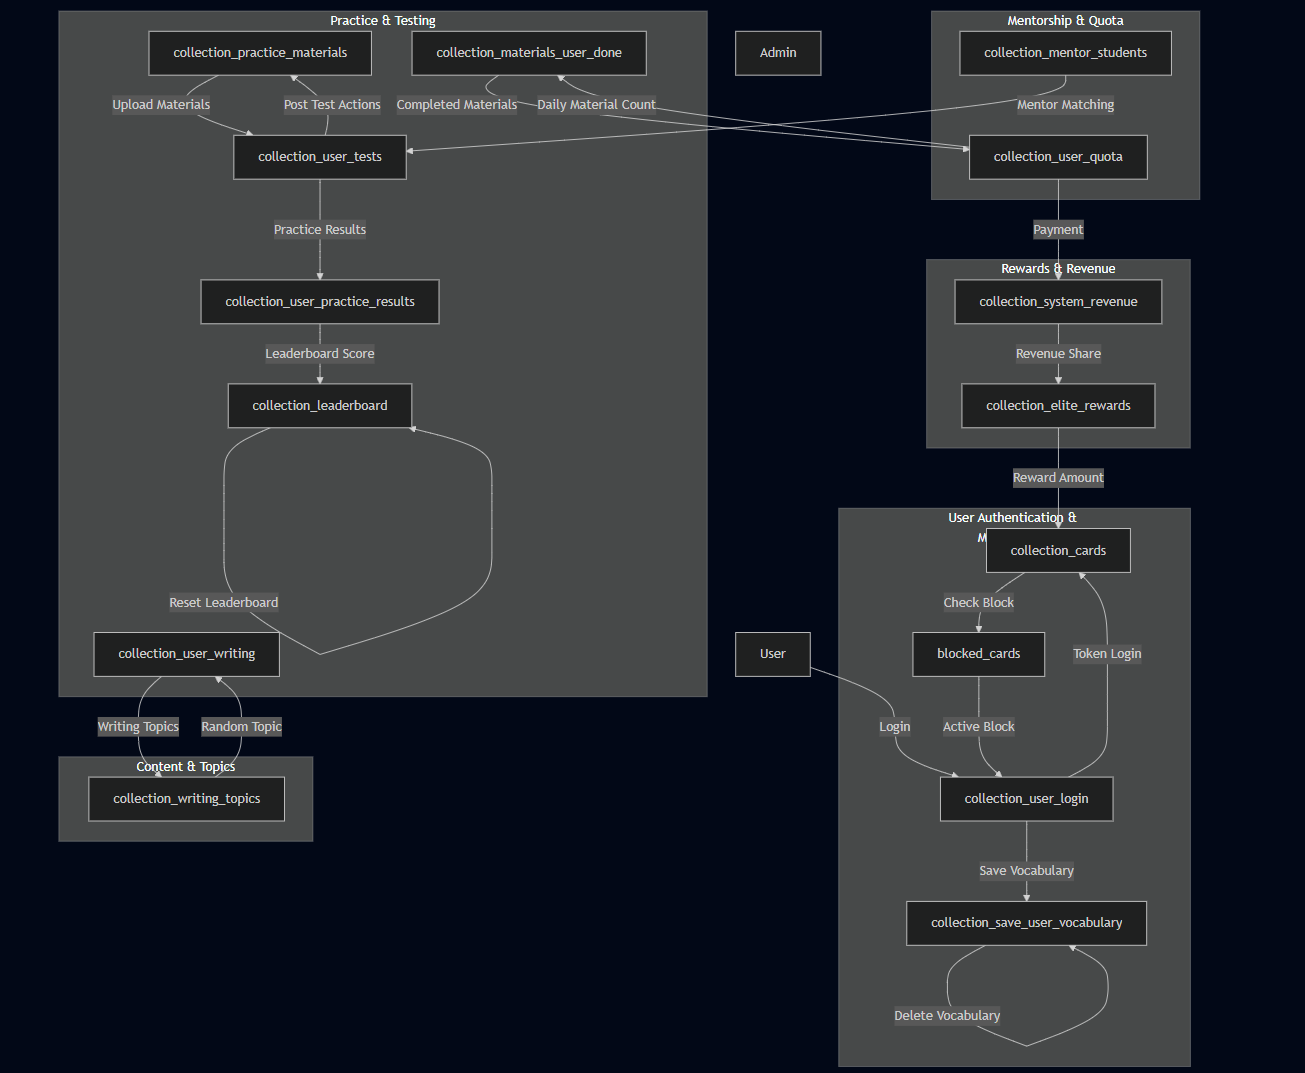 Practice & Testing
collection_practice_materials
collection_materials_user_done
Upload Materials
Post Test Actions
Completed Materials
Daily Material Count
collection_user_tests
Practice Results
collection_user_practice_results
Leaderboard Score
collection_leaderboard
Reset Leaderboard
collection_user_writing
Writing Topics
Random Topic
Content & Topics
collection_writing_topics
Admin
Mentorship & Quota
collection_mentor_students
Mentor Matching
collection_user_quota
Payment
Rewards & Revenue
collection_system_revenue
Revenue Share
collection_elite_rewards
Reward Amount
User Authentication &
collection_cards
Check Block
User
blocked_cards
Token Login
Login
Active Block
collection_user_login
Save Vocabulary
collection_save_user_vocabulary
Delete Vocabulary